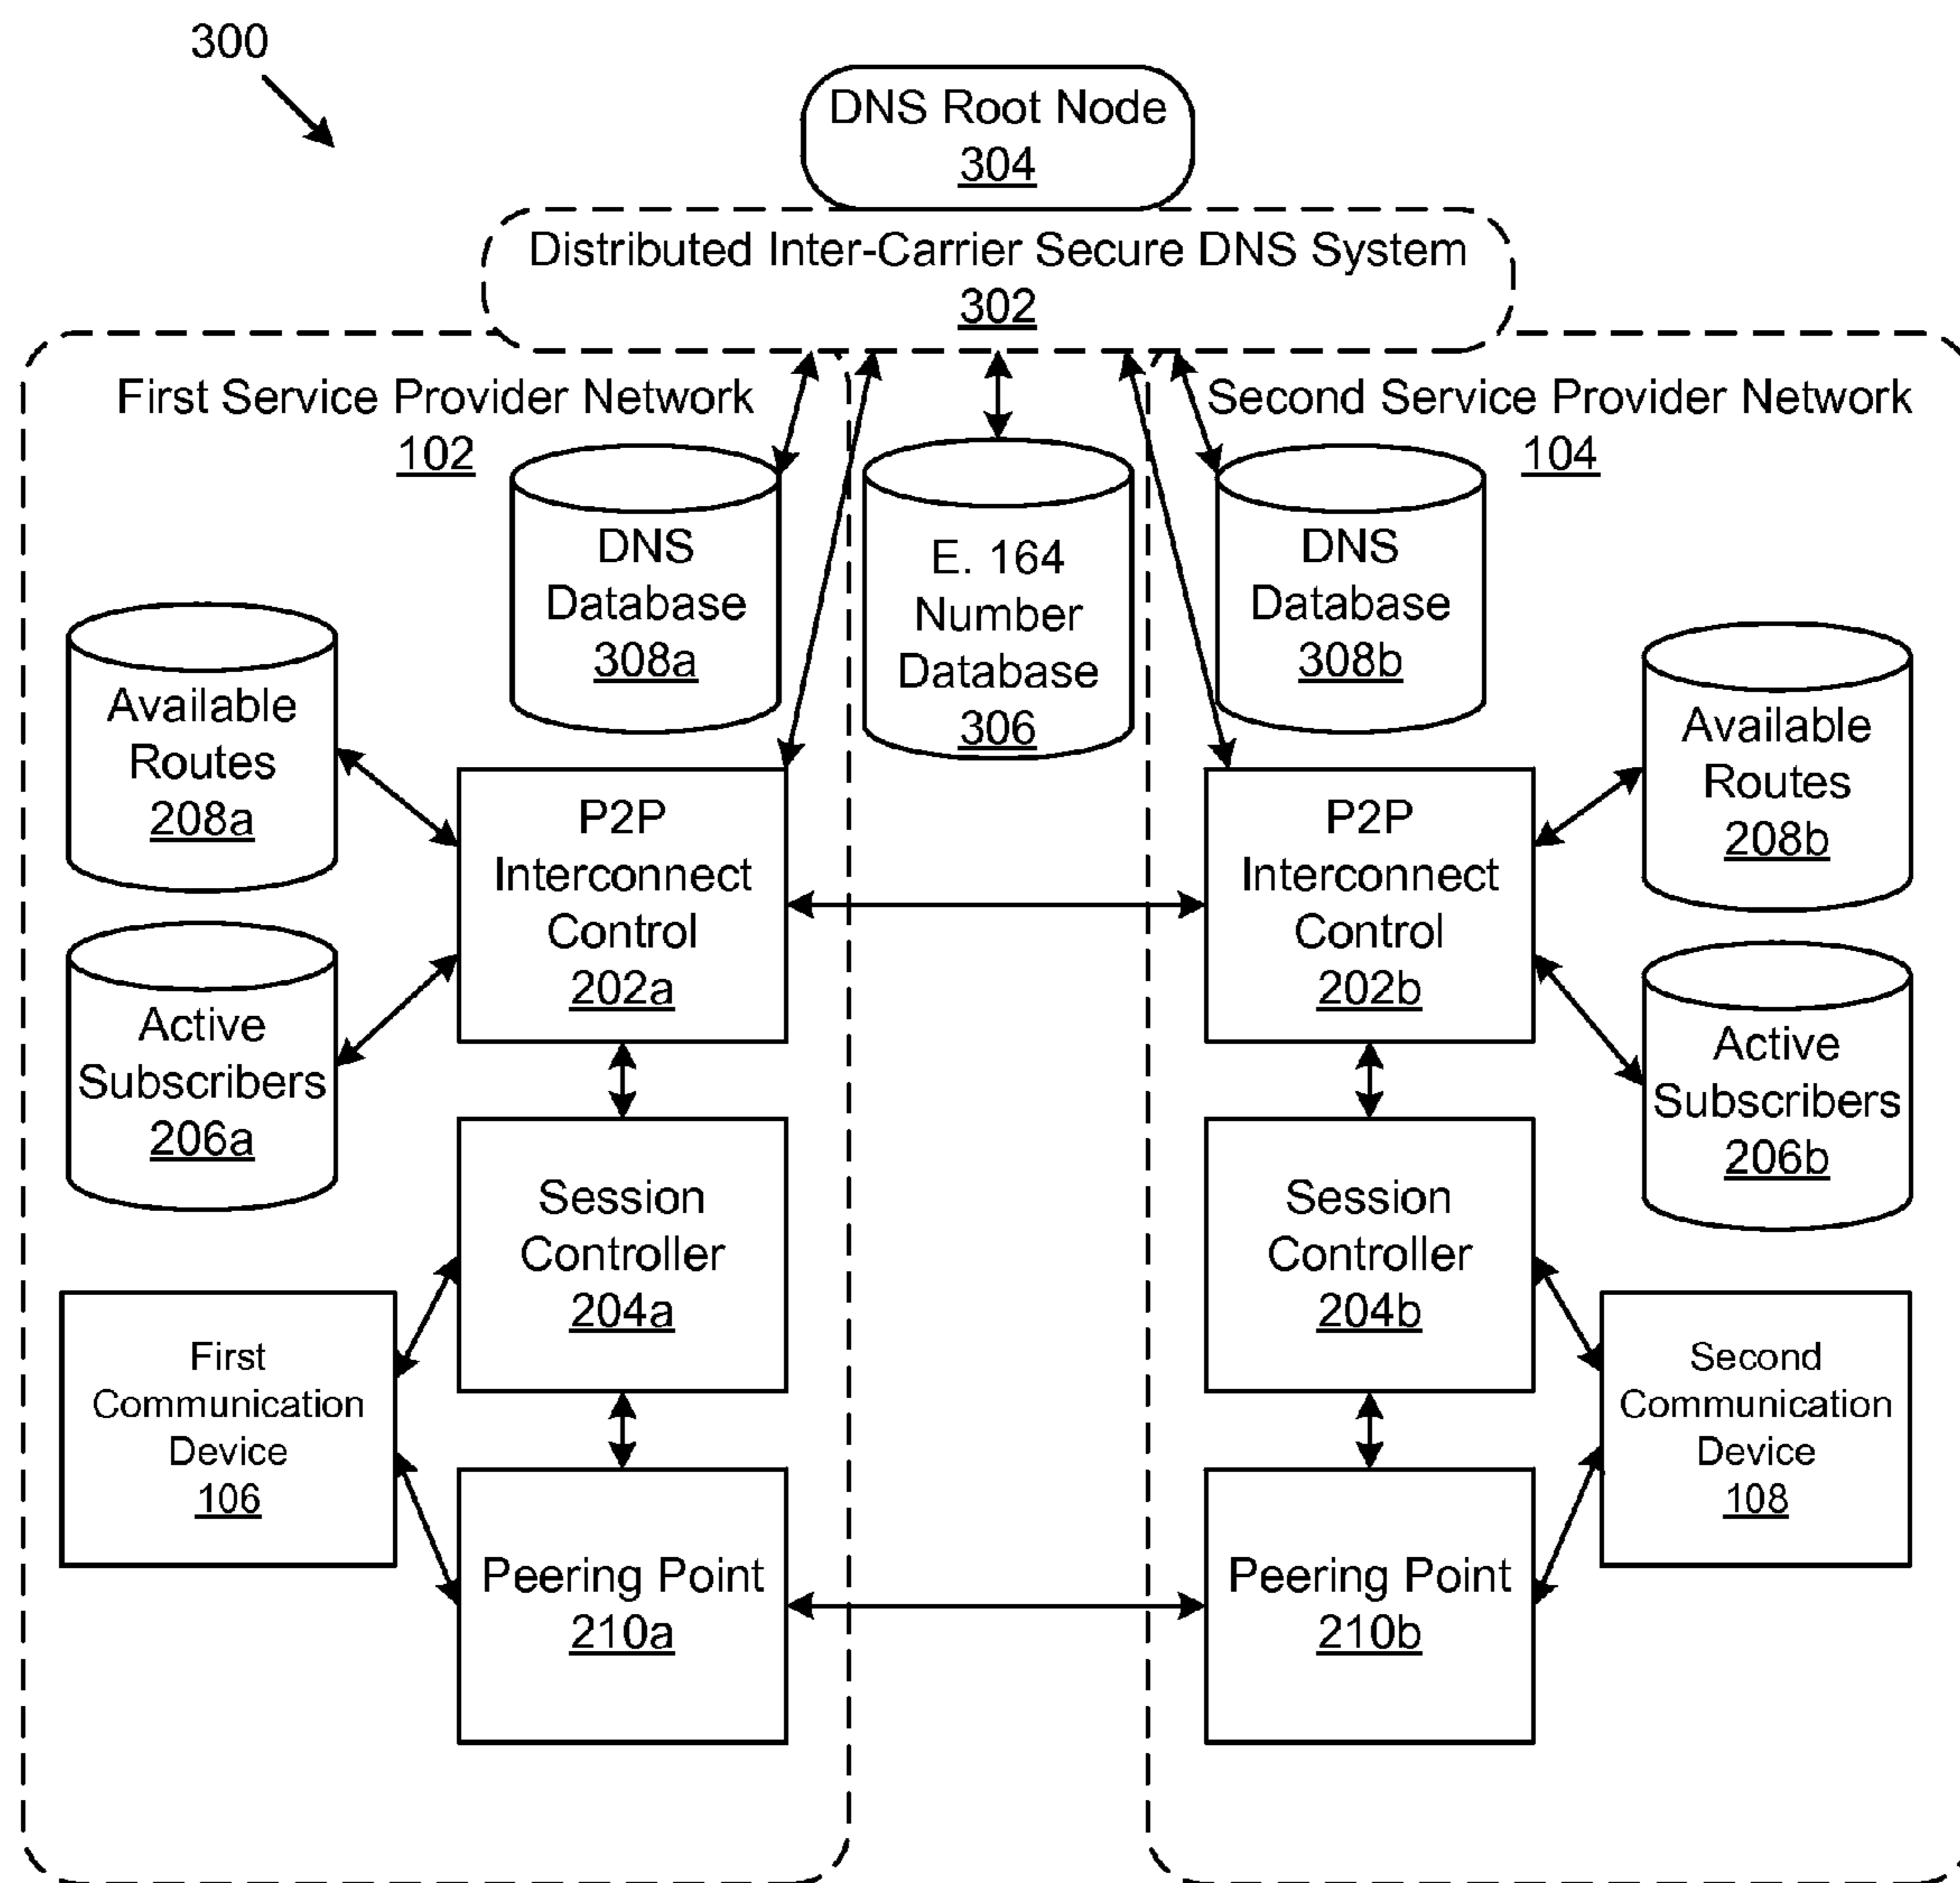 300
DNS Root Node
304
Distributed Inter-Carrier Secure DNS System
302
First Service Provider Network
102
Second Service Provider Network
104
DNS
Database
308a
E. 164
Number
Database
306
DNS
Database
308b
Available
Routes
208a
P2P
Interconnect
Control
202a
P2P
Interconnect
Control
202b
Available
Routes
208b
Active
Subscribers
206a
Active
Subscribers
206b
Session
Controller
204a
Session
Controller
204b
First
Communication
Device
106
Second
Communication
Device
108
Peering Point
210a
Peering Point
210b